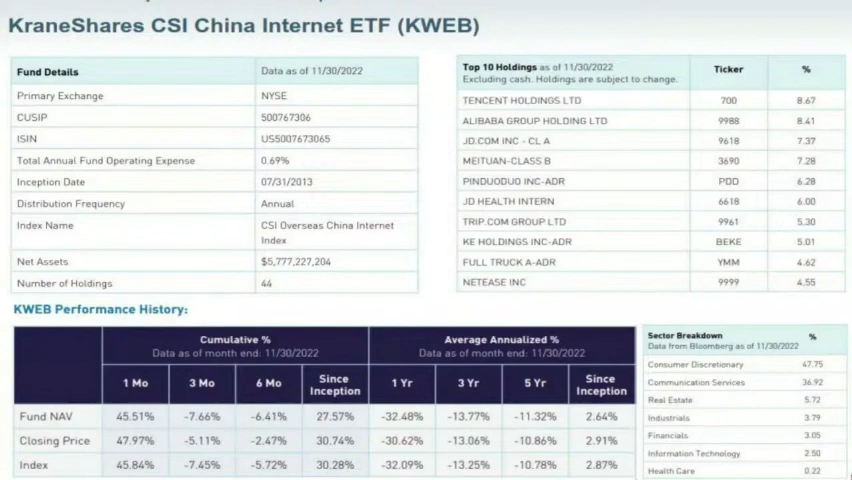 KraneShares CSI China Internet ETF (KWEB)
Fund Details Data as of 11/30/2022
Primary Exchange NYSE
CUSIP 500767306
ISIN US5007673065
Total Annual Fund Operating Expense 0.69%
Inception Date 07/31/2013
Distribution Frequency Annual
Index Name CSI Overseas China Internet
Index
Net Assets $5,777,227,204
Number of Holdings 44
Top 10 Holdings as of 11/30/2022 Ticker %
Excluding cash. Holdings are subject to change.
TENCENT HOLDINGS LTD 700 8.67
ALIBABA GROUP HOLDING LTD 9988 8.41
JD.COM INC - CL A 9618 7.37
MEITUAN-CLASS B 3690 7.28
PINDUODUO INC-ADR PDD 6.28
JD HEALTH INTERN 6618 6.00
TRIP.COM GROUP LTD 9961 5.30
KE HOLDINGS INC-ADR BEKE 5.01
FULL TRUCK A-ADR YMM 4.62
NETEASE INC 9999 4.55
KWEB Performance History:
Cumulative % Average Annualized %
Data as of month end: 11/30/2022 Data as of month end: 11/30/2022
1 Mo 3 Mo 6 Mo Since Inception 1 Yr 3 Yr 5 Yr Since Inception
Fund NAV 45.51% -7.66% -6.41% 27.57% -32.48% -13.77% -11.32% 2.64%
Closing Price 47.97% -5.11% -2.47% 30.74% -30.62% -13.06% -10.86% 2.91%
Index 45.84% -7.45% -5.72% 30.28% -32.09% -13.25% -10.78% 2.87%
Sector Breakdown %
Data from Bloomberg as of 11/30/2022
Consumer Discretionary 47.75
Communication Services 36.92
Real Estate 5.72
Industrials 3.79
Financials 3.05
Information Technology 2.50
Health Care 0.22